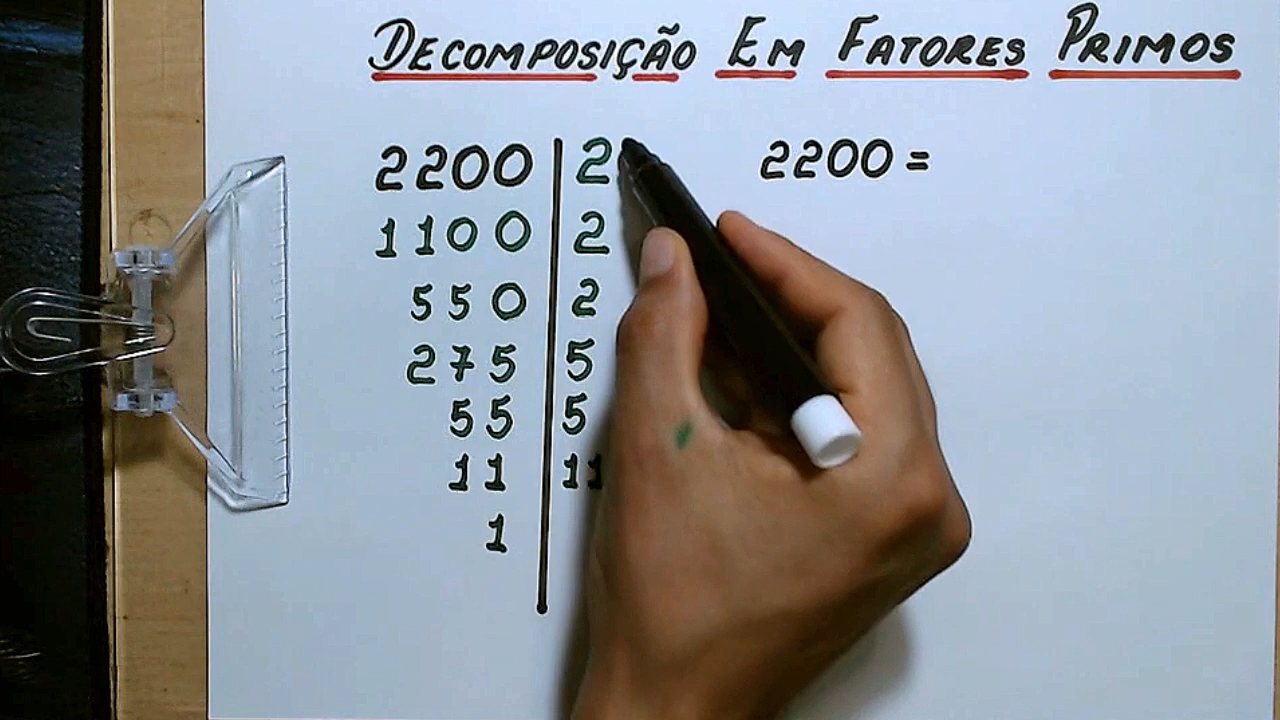 DECOMPOSIÇÃO EM FATORES PRIMOS
2200 | 2 2200 =
1100 | 2
550 | 2
275 | 5
55 | 5
11 | 11
1 |